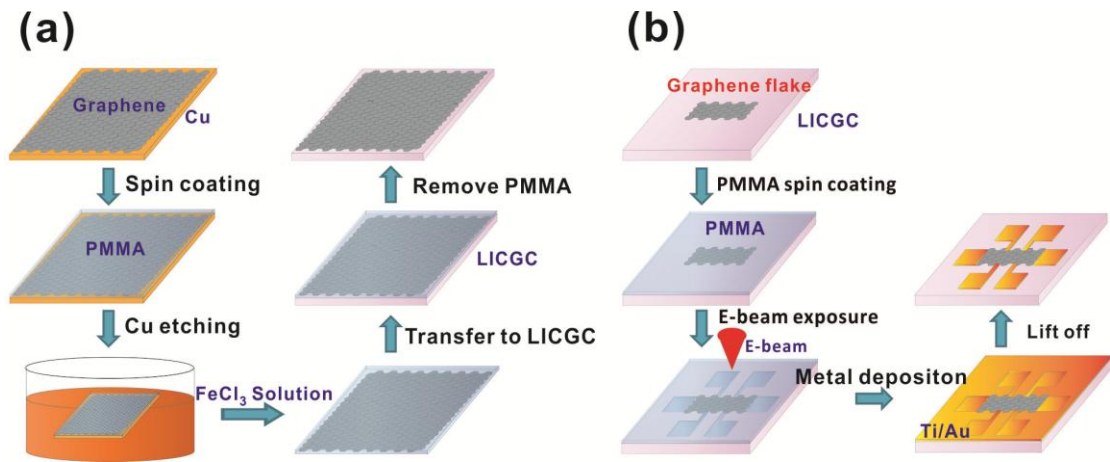 (a)
Graphene
Cu
Spin coating
PMMA
Cu etching
FeCl₃ Solution
Transfer to LICGC
LICGC
Remove PMMA
(b)
Graphene flake
LICGC
PMMA spin coating
PMMA
E-beam exposure
E-beam
Metal depositon
Ti/Au
Lift off